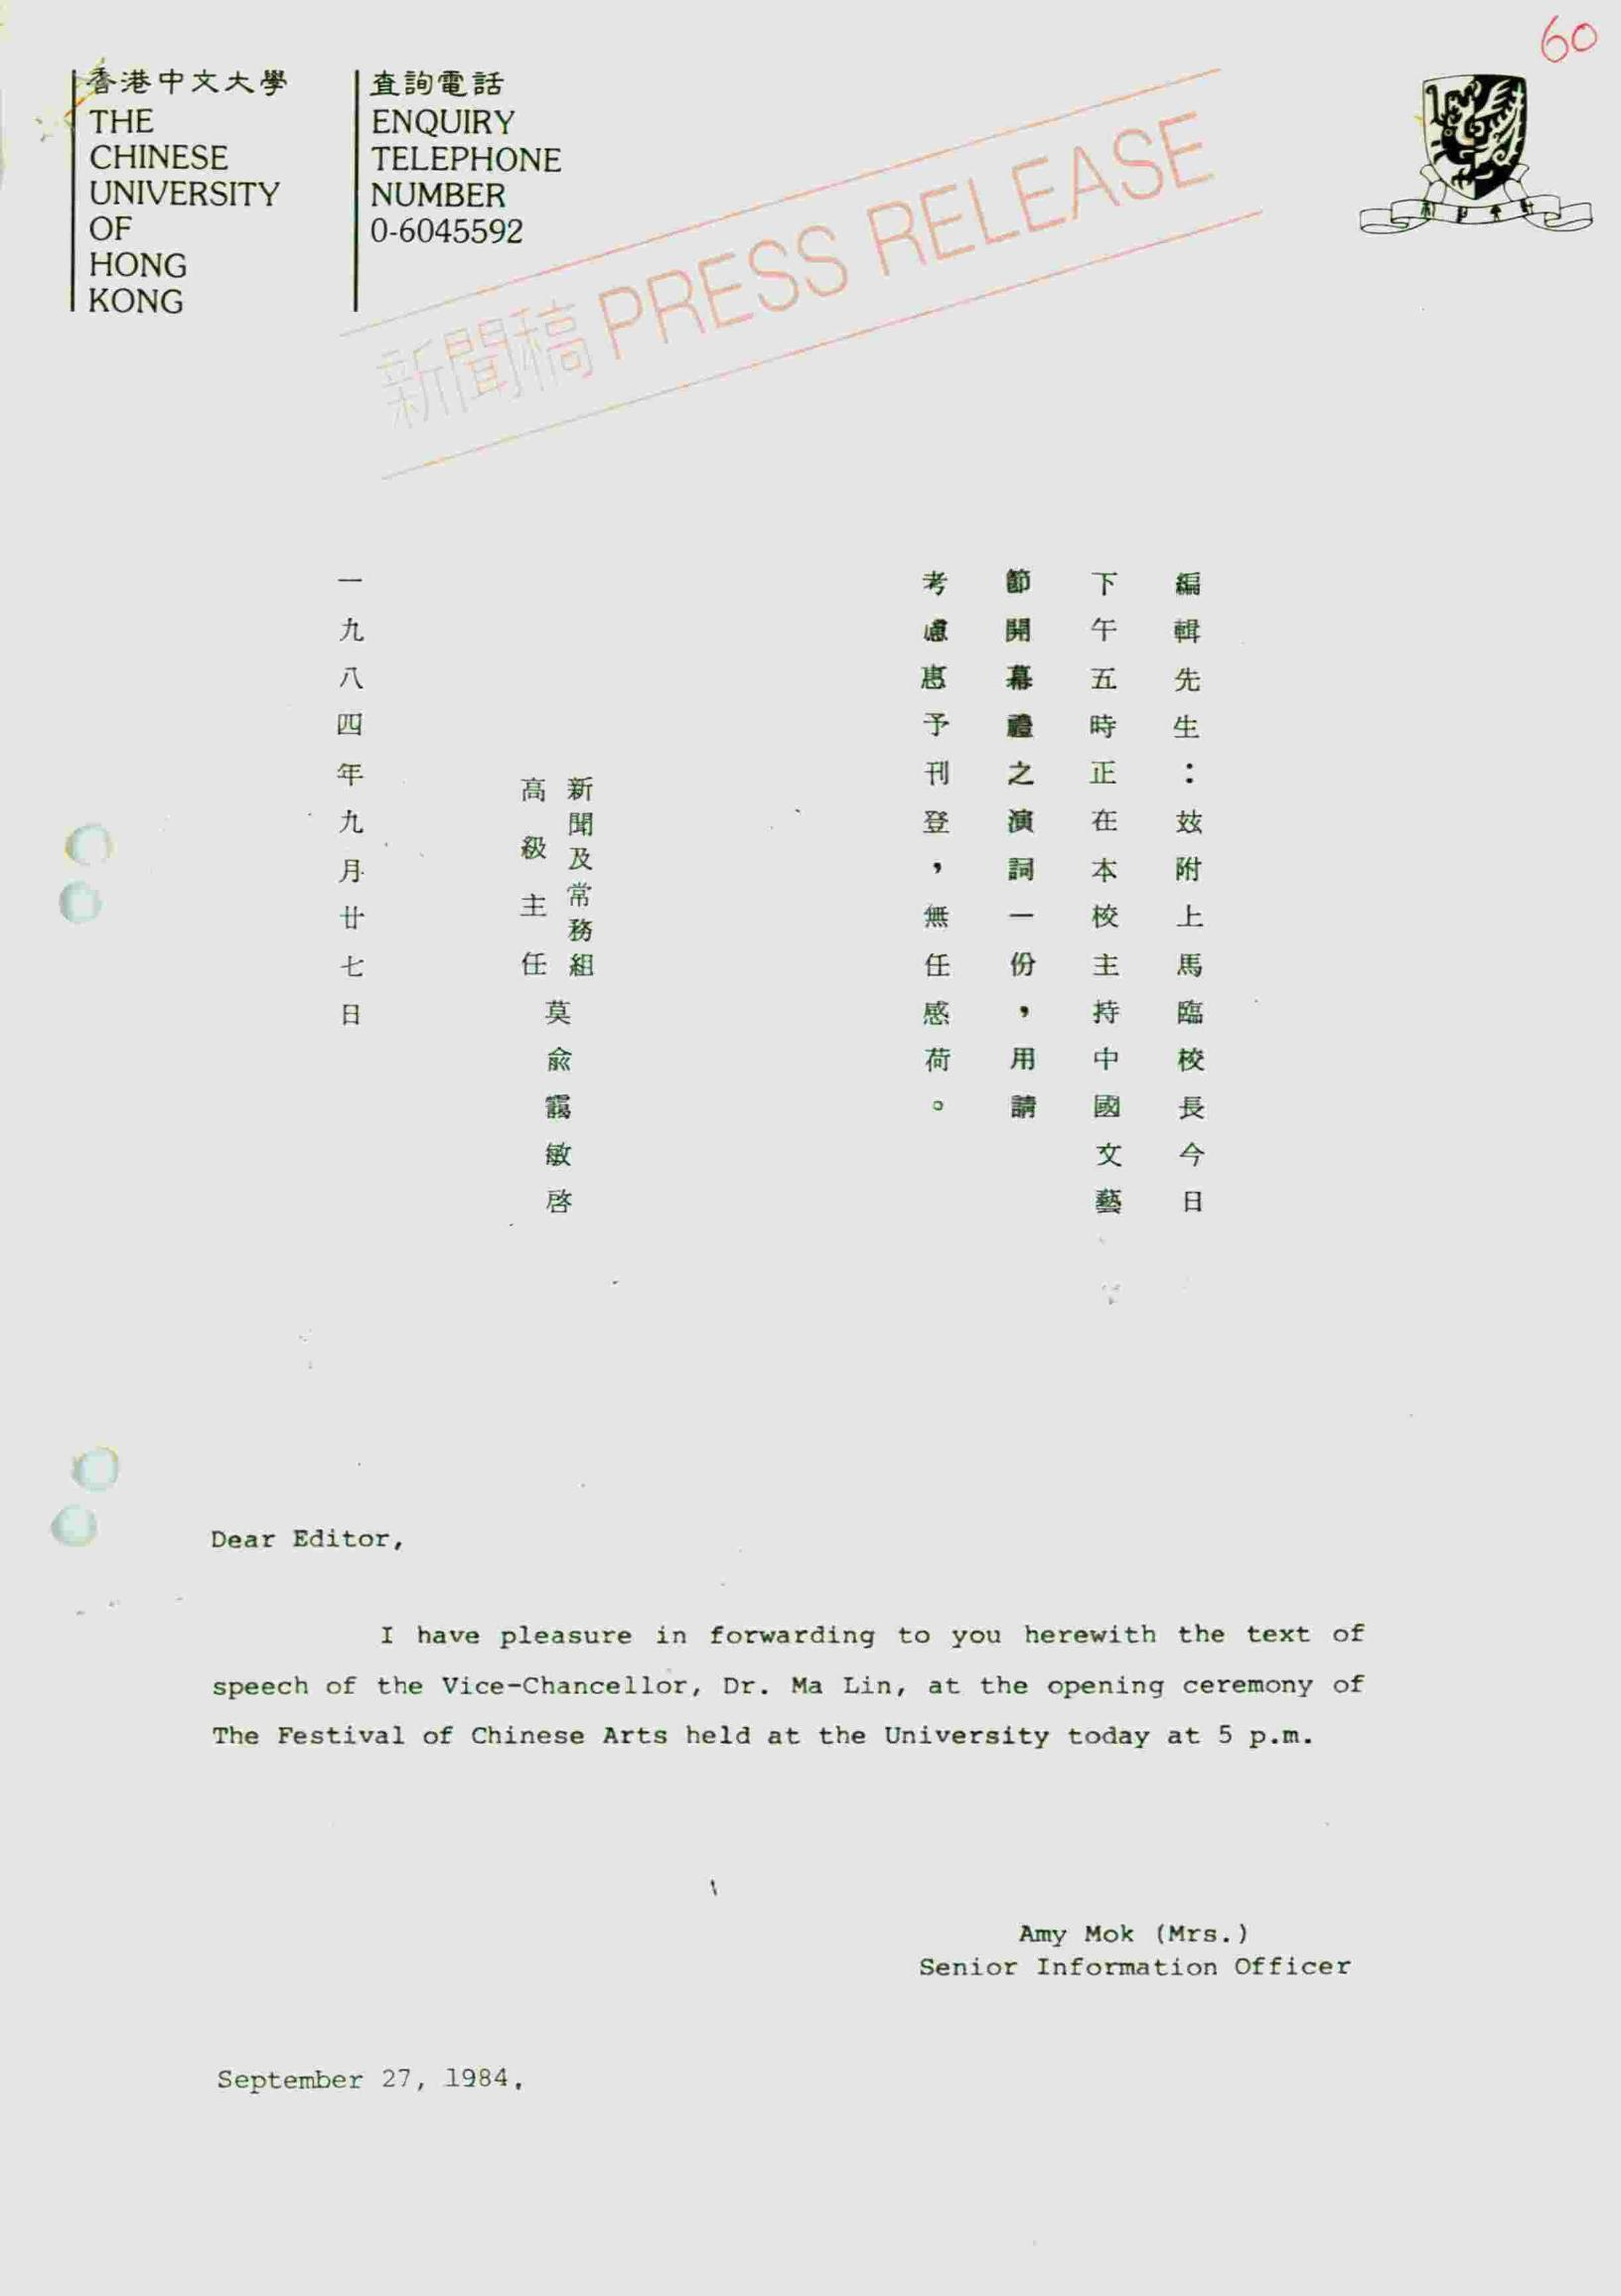 60
香港中文大學
THE
CHINESE
UNIVERSITY
OF
HONG
KONG
查詢電話
ENQUIRY
TELEPHONE
NUMBER
0-6045592
新聞稿 PRESS RELEASE
編輯先生：玆附上馬臨校長今日
下午五時正在本校主持中國文藝
節開幕禮之演詞一份，用請
考慮惠予刊登，無任感荷。
新聞及常務組
高級主任
莫兪靄敏啓
一九八四年九月廿七日
Dear Editor,
I have pleasure in forwarding to you herewith the text of
speech of the Vice-Chancellor, Dr. Ma Lin, at the opening ceremony of
The Festival of Chinese Arts held at the University today at 5 p.m.
Amy Mok (Mrs.)
Senior Information Officer
September 27, 1984.